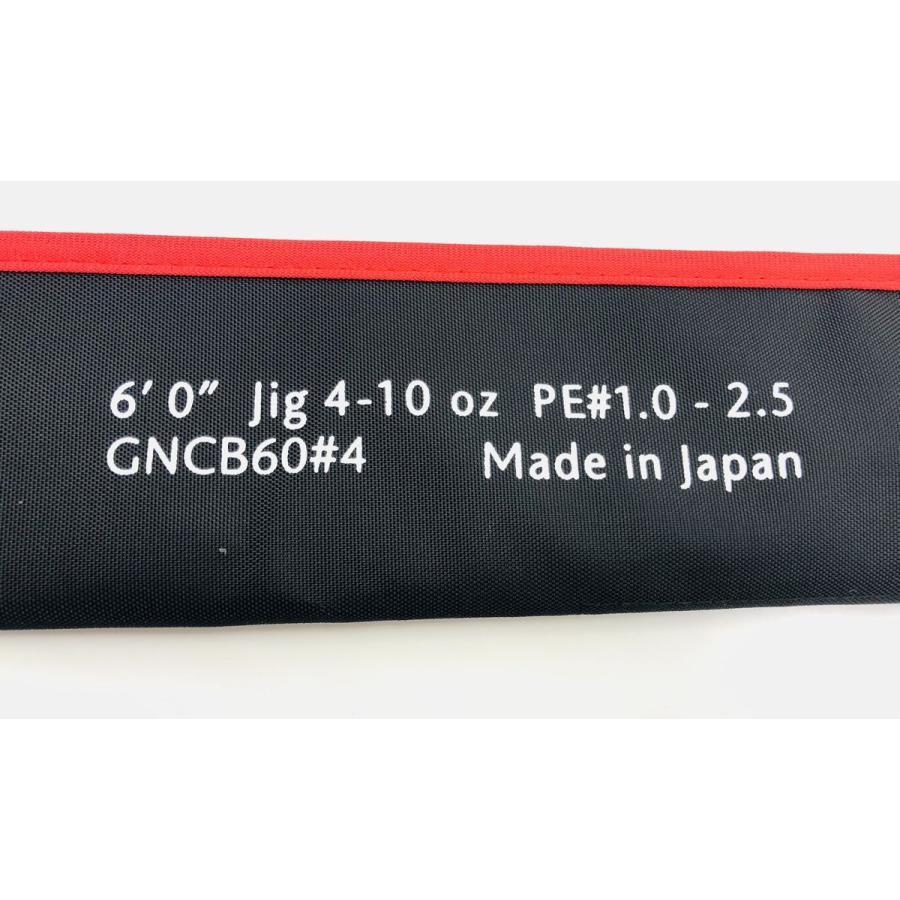 6′ 0″ Jig 4-10 oz PE#1.0 - 2.5
GNCB60#4 Made in Japan